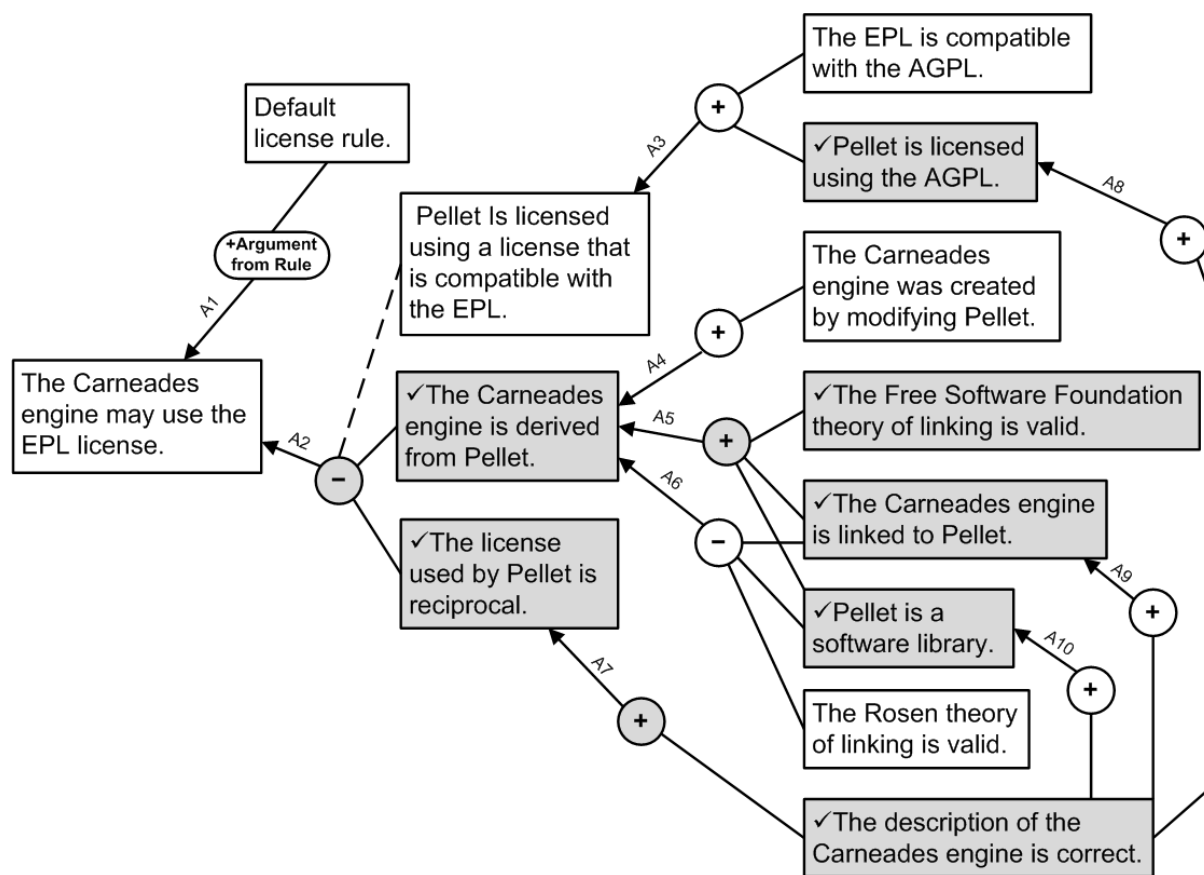 Default
license rule.
+Argument
from Rule
A1
The Carneades
engine may use the
EPL license.
A2
−
Pellet Is licensed
using a license that
is compatible with
the EPL.
✓The Carneades
engine is derived
from Pellet.
✓The license
used by Pellet is
reciprocal.
A3
+
A4
+
A5
+
A6
−
A7
+
The EPL is compatible
with the AGPL.
✓Pellet is licensed
using the AGPL.
A8
+
The Carneades
engine was created
by modifying Pellet.
✓The Free Software Foundation
theory of linking is valid.
✓The Carneades engine
is linked to Pellet.
A9
+
✓Pellet is a
software library.
A10
+
The Rosen theory
of linking is valid.
✓The description of the
Carneades engine is correct.